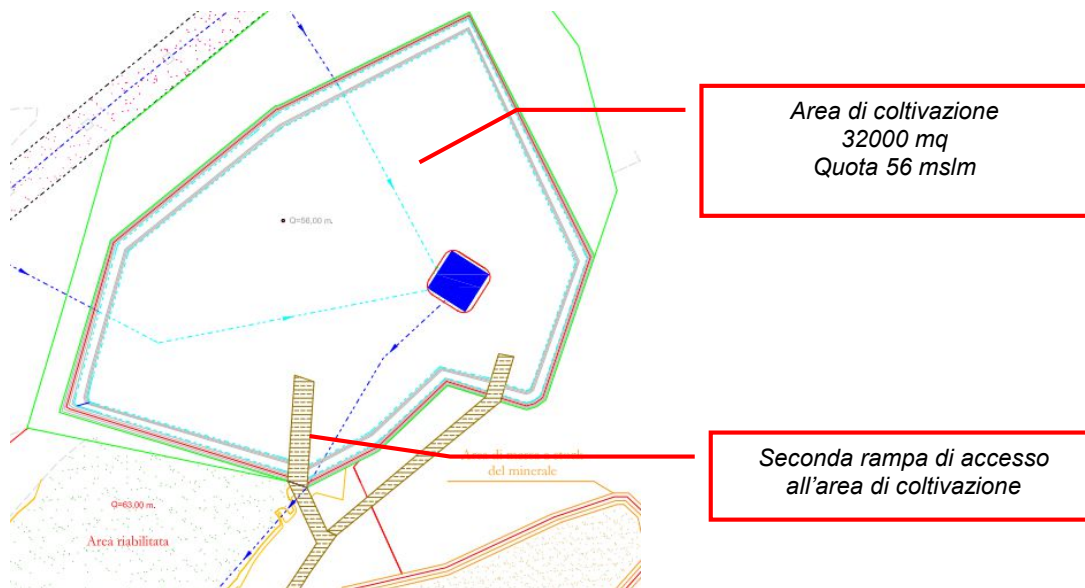 Area di coltivazione
32000 mq
Quota 56 mslm
Q=56,00 m.
Seconda rampa di accesso
all'area di coltivazione
del minerale
Q=63,00 m.
Area riabilitata